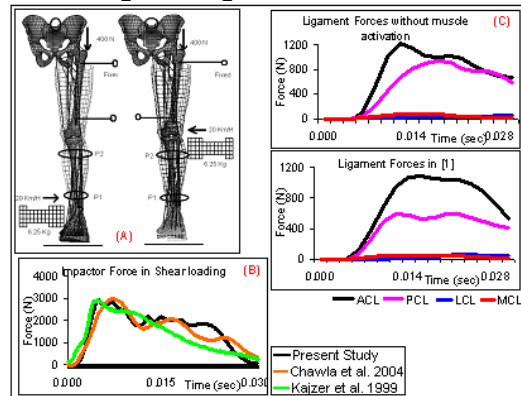 400 N
Fixed
20 Km/H
P2
P1
6.25 Kg
(A)
400 N
Fixed
20 Km/H
P2
6.25 Kg
P1
Impactor Force in Shear loading
(B)
Force (N)
4000
3000
2000
1000
0
0.000
0.015
Time (sec)
0.030
Ligament Forces without muscle
activation
(C)
Force (N)
1200
800
400
0
0.000
0.014
Time (sec)
0.028
Ligament Forces in [1]
Force (N)
1200
800
400
0
0.000
0.014
Time (sec)
0.028
ACL PCL LCL MCL
Present Study
Chawla et al. 2004
Kajzer et al. 1999